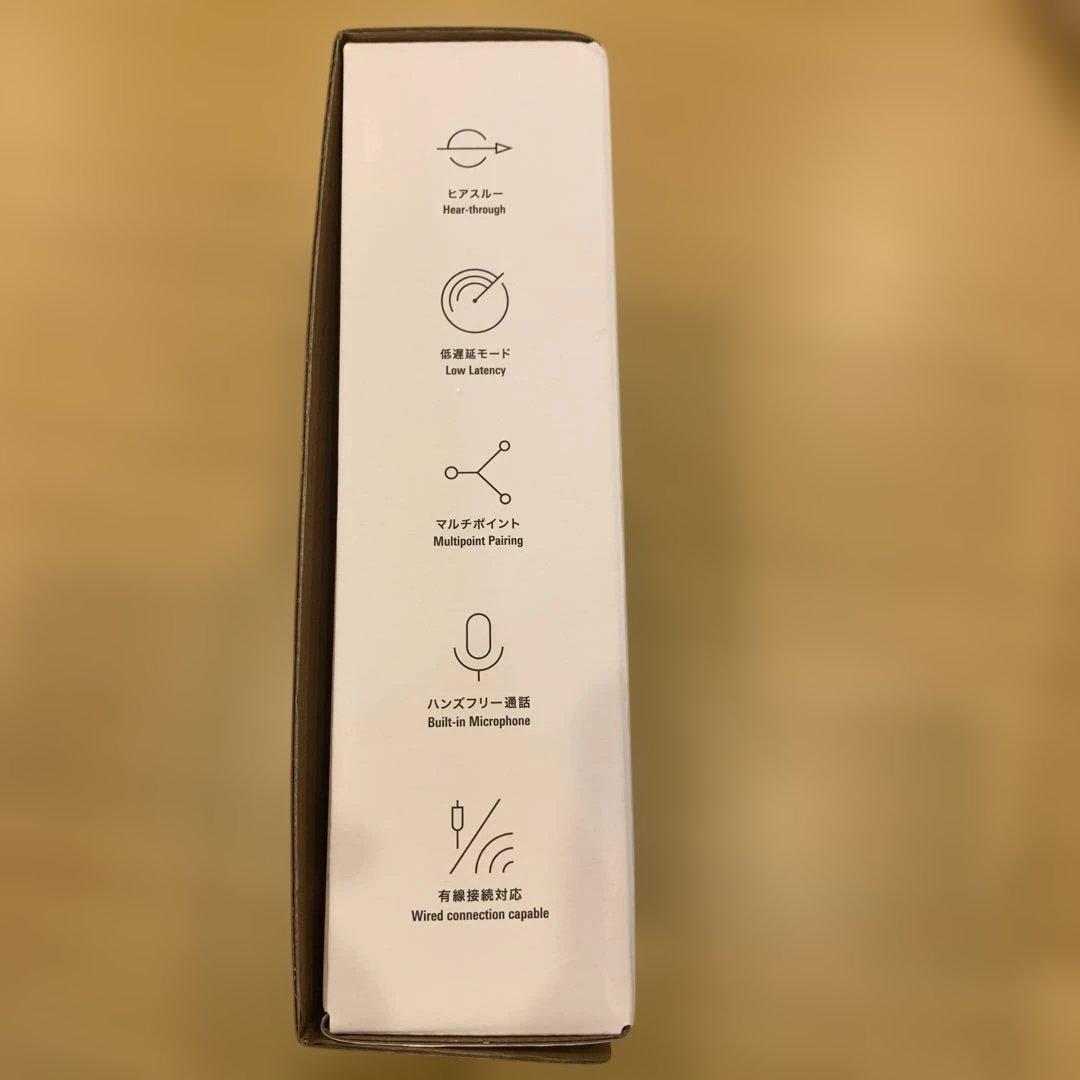 ヒアスルー
Hear-through
低遅延モード
Low Latency
マルチポイント
Multipoint Pairing
ハンズフリー通話
Built-in Microphone
有線接続対応
Wired connection capable